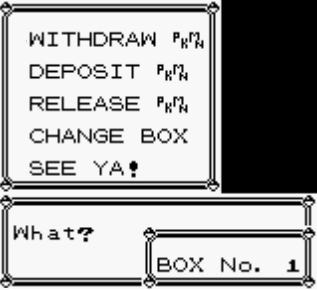 WITHDRAW PKMN
DEPOSIT PKMN
RELEASE PKMN
CHANGE BOX
SEE YA!
What?
BOX No. 1